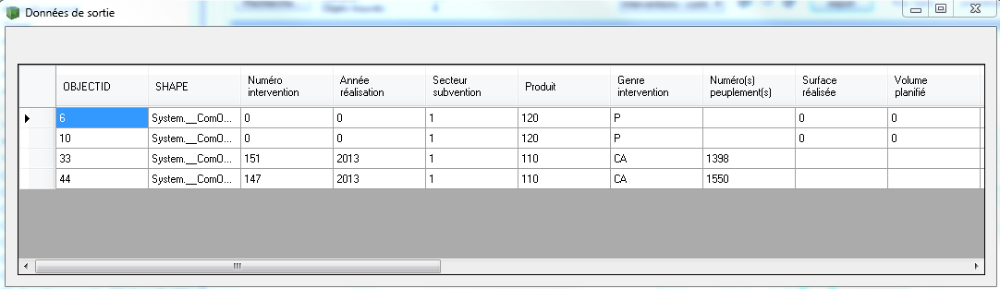 Données de sortie
OBJECTID SHAPE Numéro intervention Année réalisation Secteur subvention Produit Genre intervention Numéro(s) peuplement(s) Surface réalisée Volume planifié
6 System.__ComO... 0 0 1 120 P 0 0
10 System.__ComO... 0 0 1 120 P 0 0
33 System.__ComO... 151 2013 1 110 CA 1398
44 System.__ComO... 147 2013 1 110 CA 1550